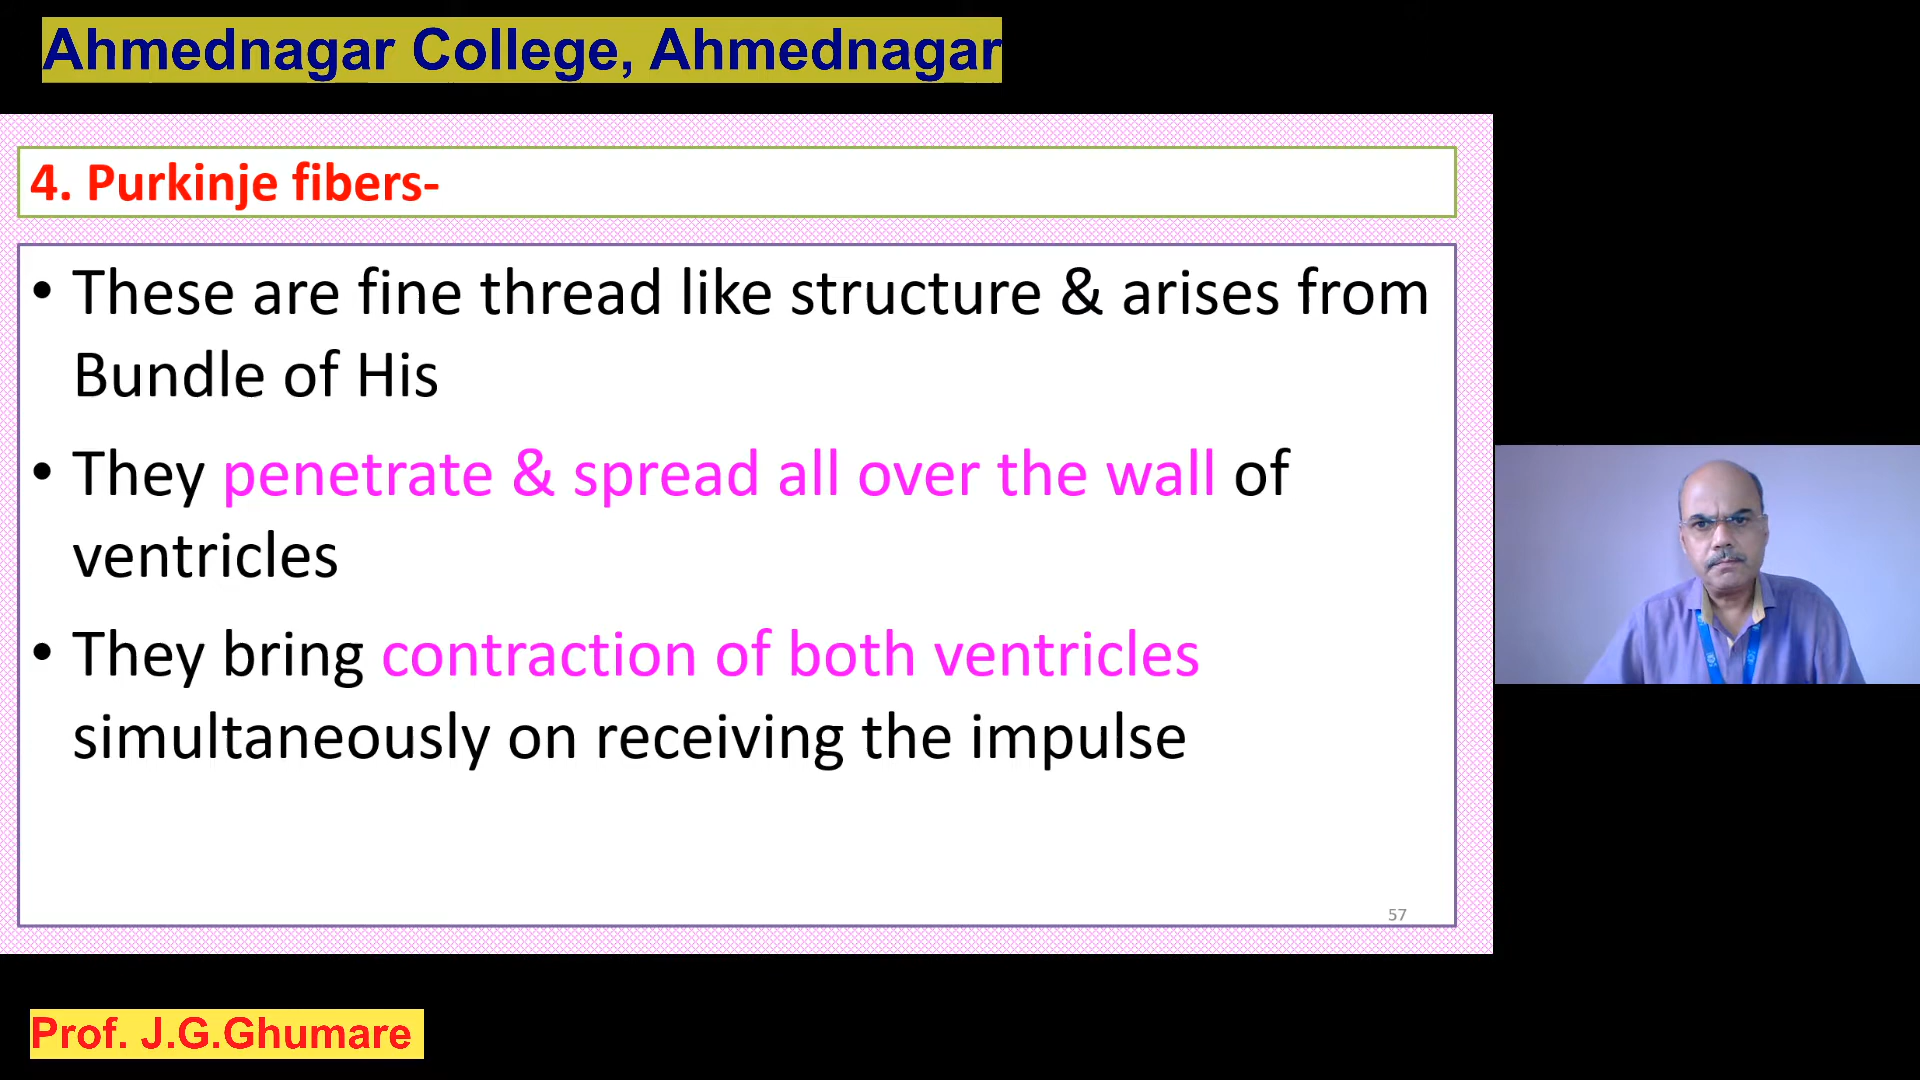 Ahmednagar College, Ahmednagar
4. Purkinje fibers-
• These are fine thread like structure & arises from
Bundle of His
• They penetrate & spread all over the wall of
ventricles
• They bring contraction of both ventricles
simultaneously on receiving the impulse
57
Prof. J.G.Ghumare